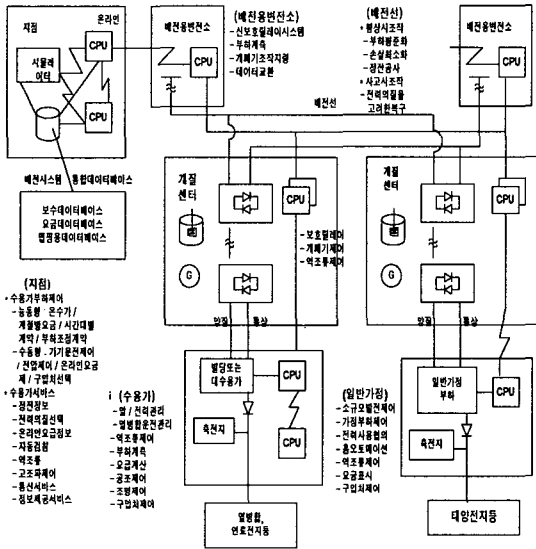 지점
온라인
CPU
시뮬레
이터
CPU
배전시스템 통합데이터베이스
보수데이터베이스
요금데이터베이스
맵핑용데이터베이스
배전용변전소
CPU
(배전용변전소)
-신보호릴레이시스템
-부하계측
-개폐기조작지령
-데이터교환
(배전선)
*평상시조작
-부하평준화
-손실최소화
-정전공사
*사고시조작
-전력의질을
고려한복구
배전용변전소
CPU
배전선
개질
센터
CPU
G
-보호릴레이
-개폐기제어
-역조류제어
양질
통상
개질
센터
CPU
G
양질
통상
(지점)
*수용가부하제어
-능동형-온수기/
계절별요금/시간대별
계약/부하조정계약
-수동형-기기운전제어
/전압제어/온라인요금
제/구입처선택
*수용가서비스
-정전정보
-전력의질선택
-온라인요금정보
-자동검침
-역조류
-고조파제어
-통신서비스
-정보제공서비스
(수용가)
-열/전력관리
-열병합운전관리
-역조류제어
-부하계측
-요금계산
-공조제어
-조명제어
-구입처제어
빌딩또는
대수용가
CPU
CPU
축전지
열병합,
연료전지등
(일반가정)
-소규모발전제어
-가정부하제어
-전력사용협의
-홈오토메이션
-역조류제어
-요금표시
-구입처제어
일반가정
부하
CPU
축전지
태양전지등